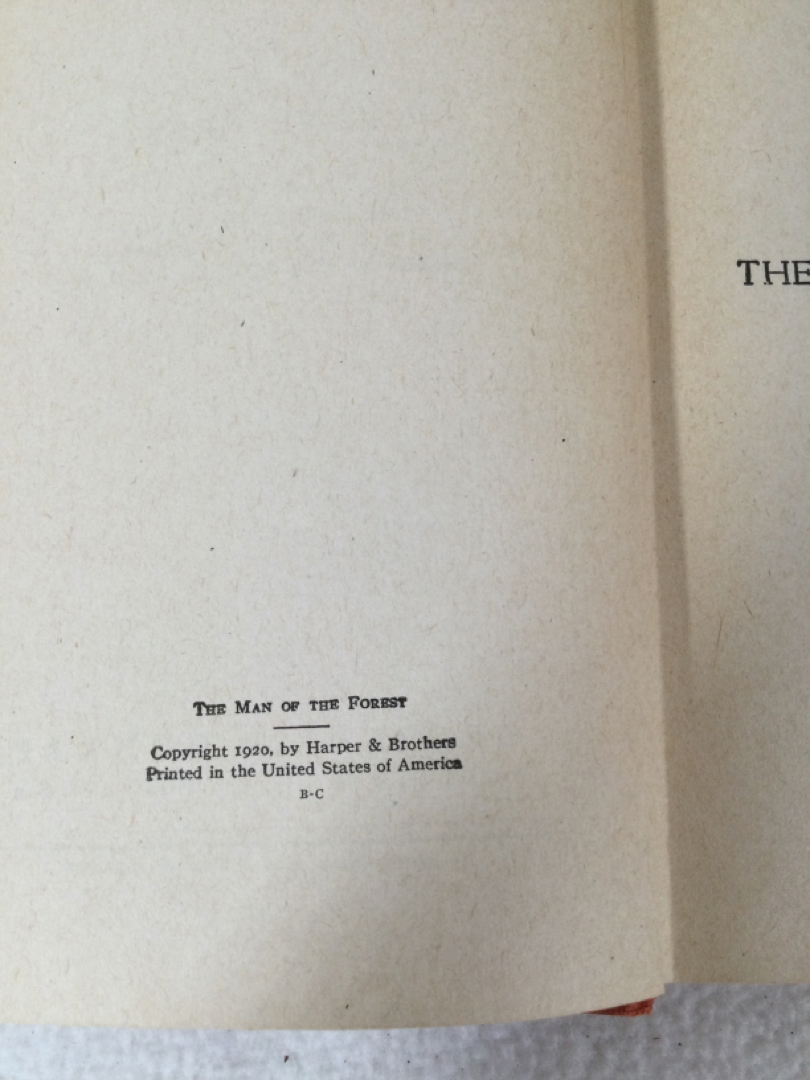 The Man of the Forest
Copyright 1920, by Harper & Brothers
Printed in the United States of America
B-C
THE